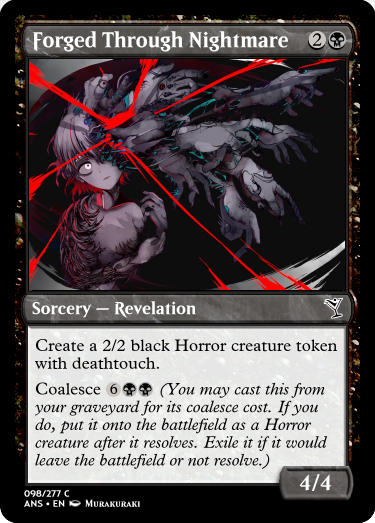 Forged Through Nightmare 2
Sorcery — Revelation
Create a 2/2 black Horror creature token
with deathtouch.
Coalesce 6 (You may cast this from
your graveyard for its coalesce cost. If you
do, put it onto the battlefield as a Horror
creature after it resolves. Exile it if it would
leave the battlefield or not resolve.)
4/4
098/277 C
ANS • EN Murakuraki